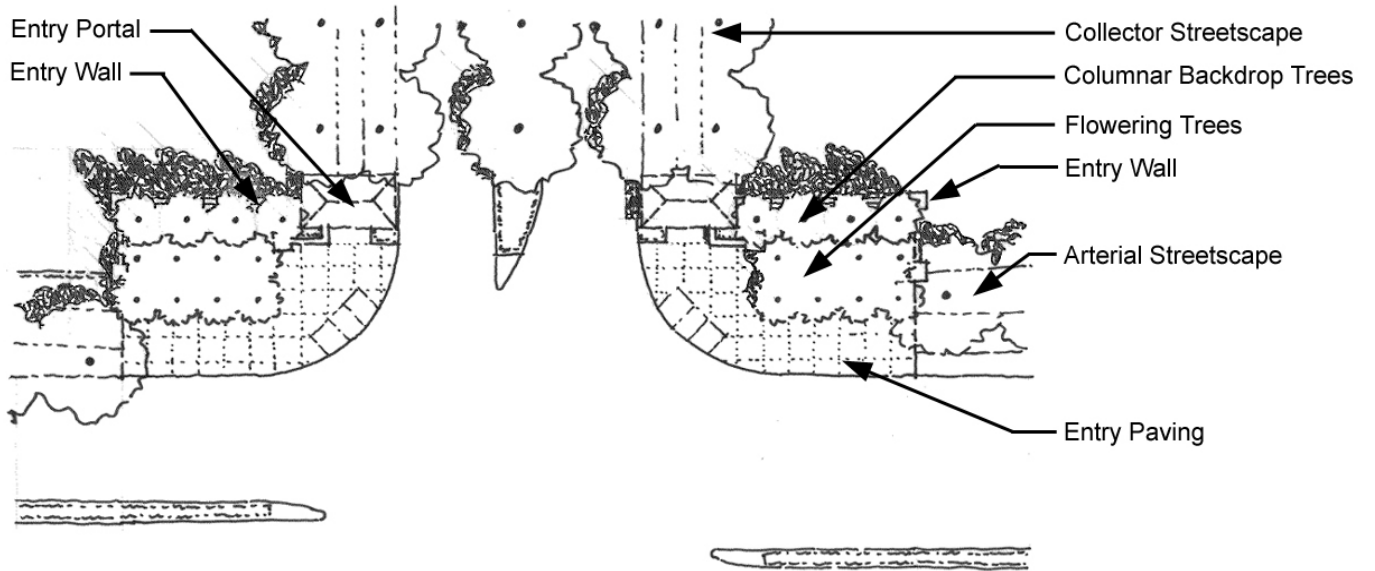 Entry Portal
Entry Wall
Collector Streetscape
Columnar Backdrop Trees
Flowering Trees
Entry Wall
Arterial Streetscape
Entry Paving